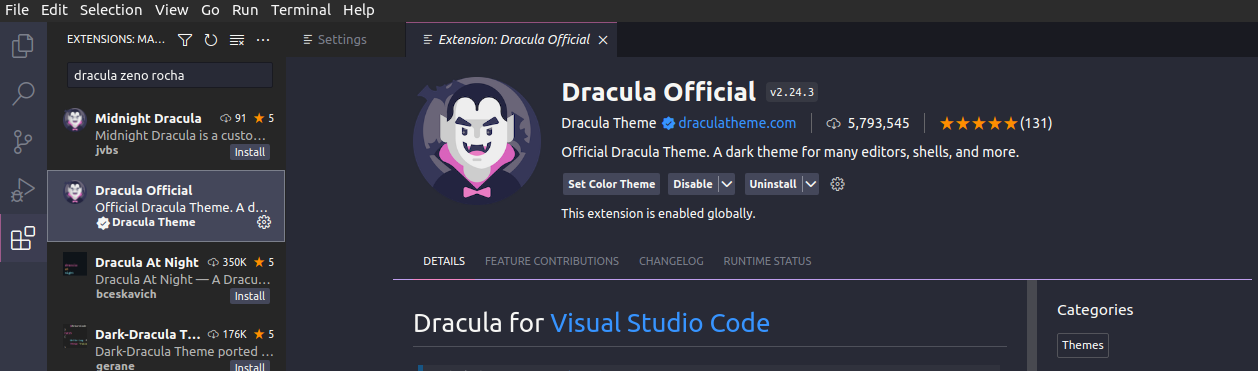 File Edit Selection View Go Run Terminal Help
EXTENSIONS: MA...
Settings
Extension: Dracula Official
dracula zeno rocha
Midnight Dracula 91 5
Midnight Dracula is a custo...
jvbs Install
Dracula Official
Official Dracula Theme. A d...
Dracula Theme
Dracula At Night 350K 5
Dracula At Night — A Dracu...
bceskavich Install
Dark-Dracula T... 176K 5
Dark-Dracula Theme ported ...
gerane Install
Dracula Official v2.24.3
Dracula Theme draculatheme.com 5,793,545 (131)
Official Dracula Theme. A dark theme for many editors, shells, and more.
Set Color Theme Disable Uninstall
This extension is enabled globally.
DETAILS FEATURE CONTRIBUTIONS CHANGELOG RUNTIME STATUS
Dracula for Visual Studio Code
Categories
Themes